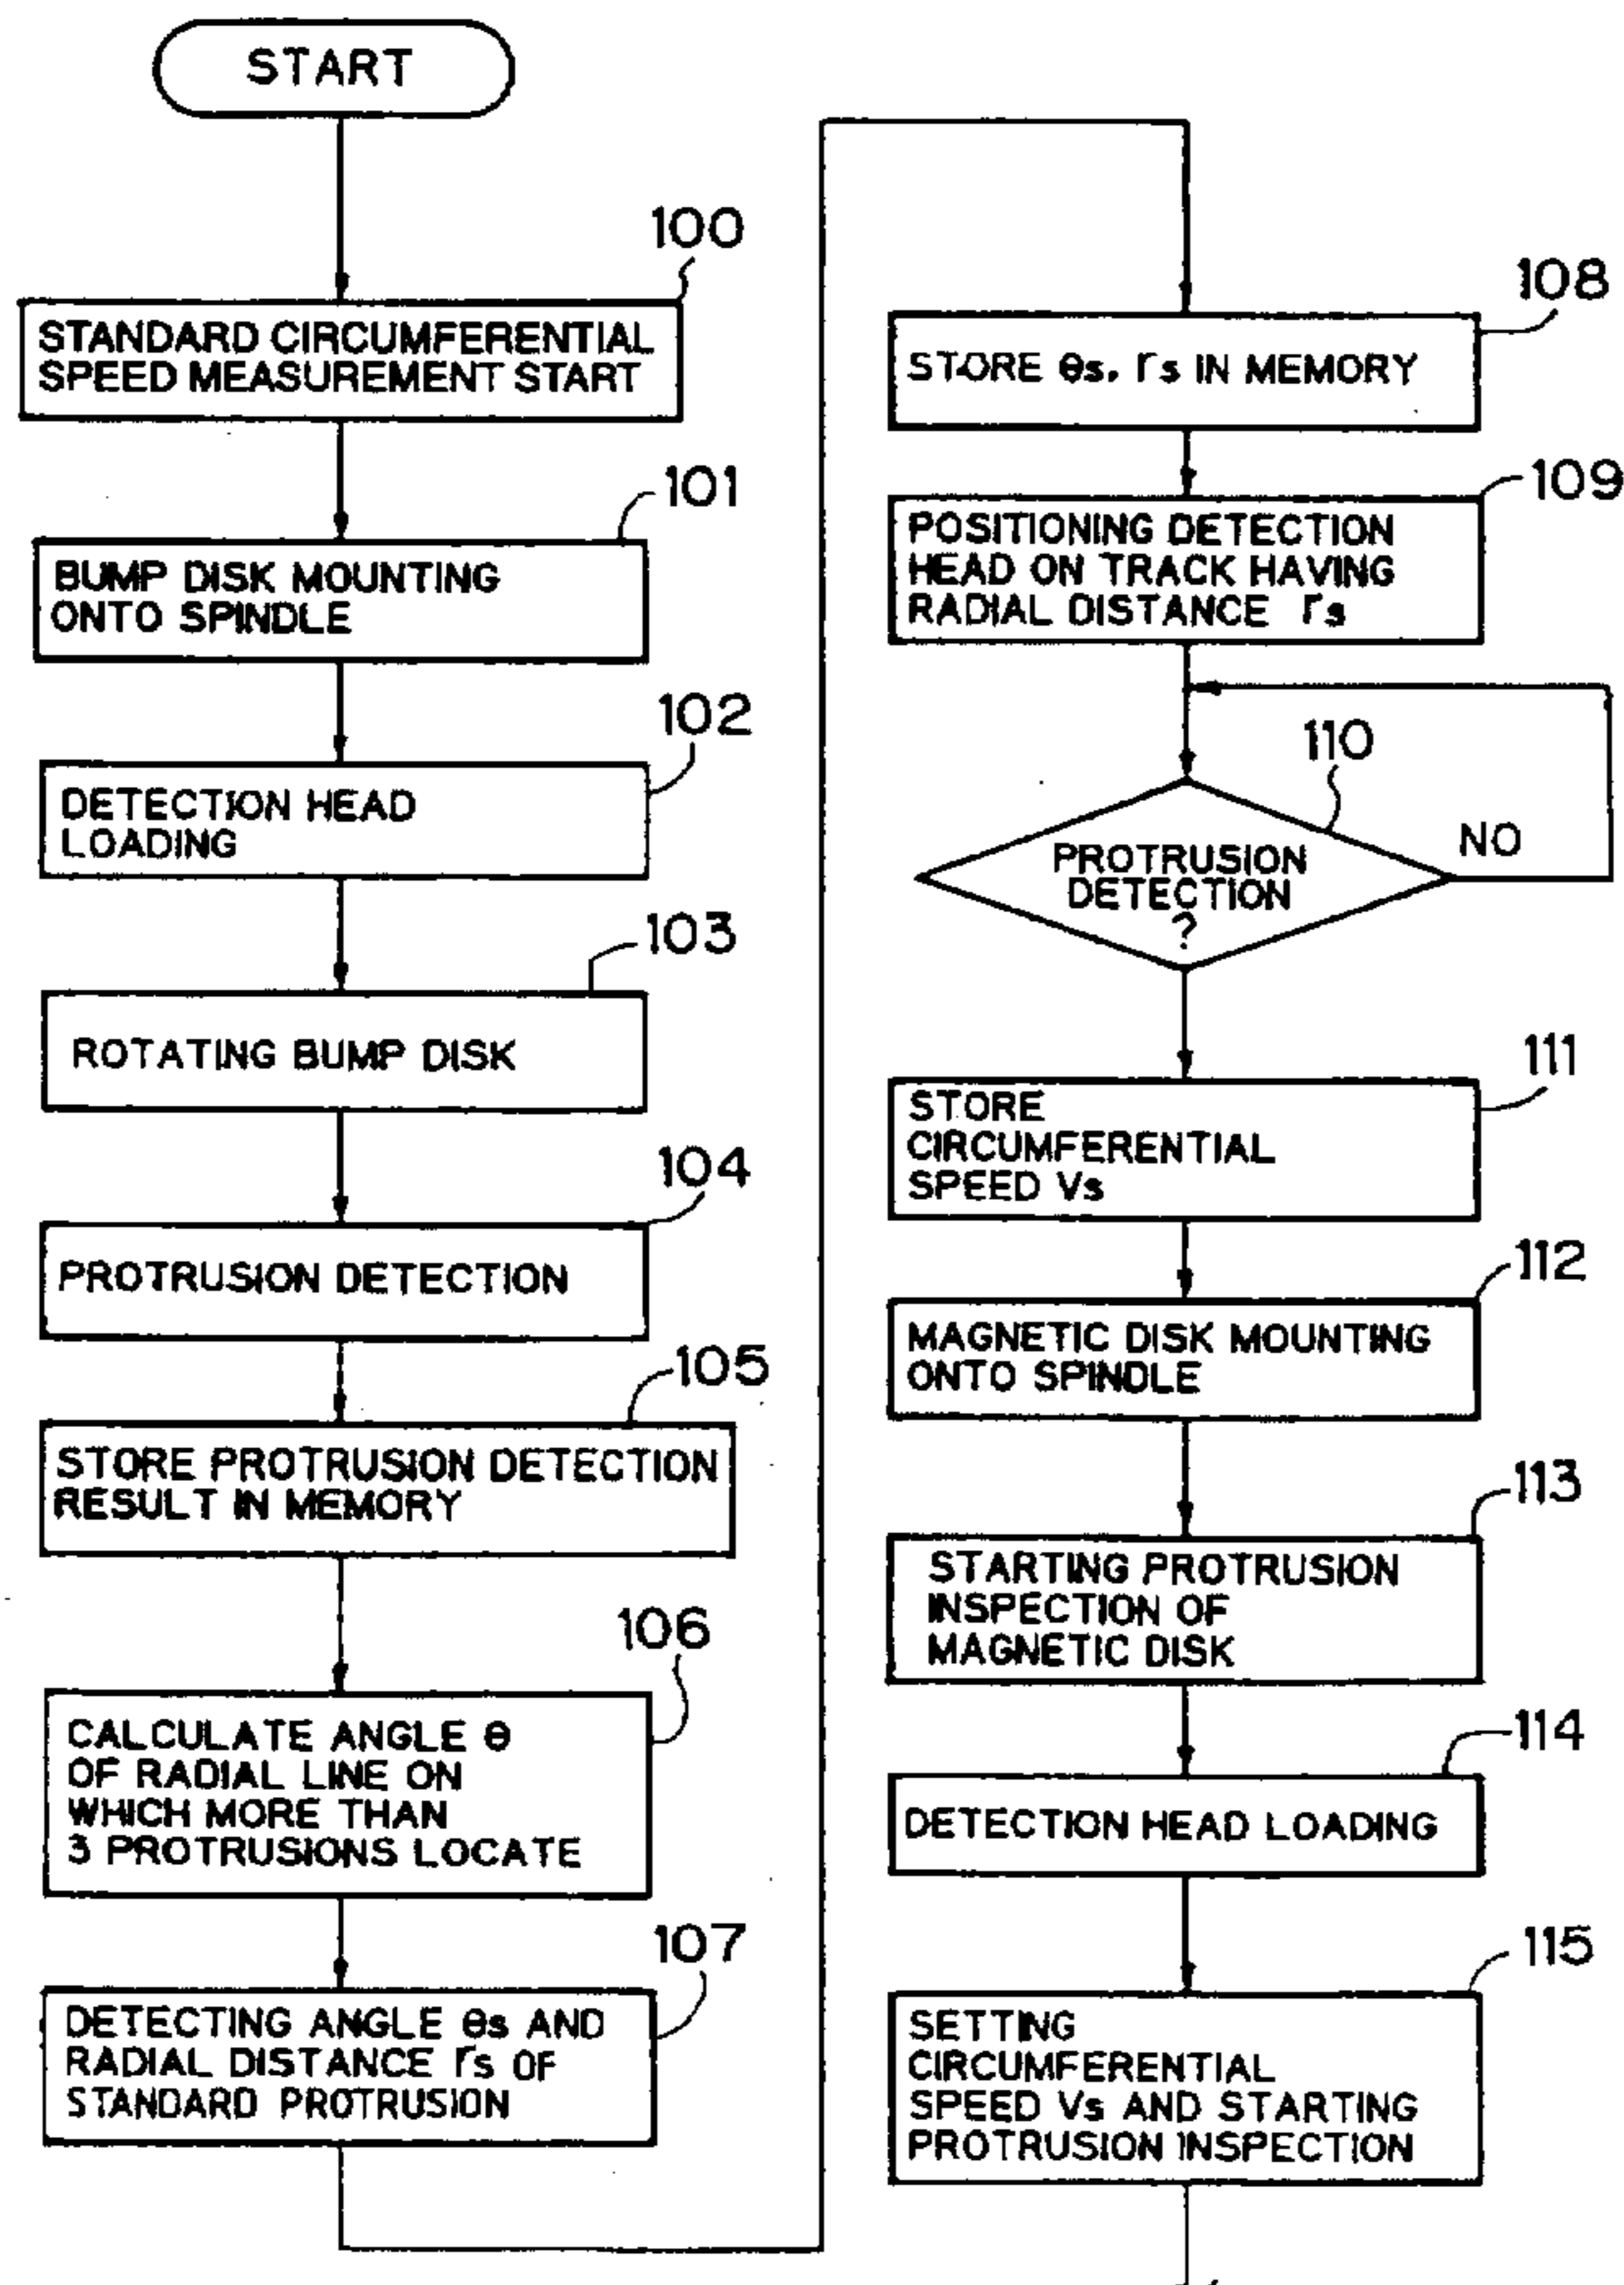 START
100
STANDARD CIRCUMFERENTIAL
SPEED MEASUREMENT START
101
BUMP DISK MOUNTING
ONTO SPINDLE
102
DETECTION HEAD
LOADING
103
ROTATING BUMP DISK
104
PROTRUSION DETECTION
105
STORE PROTRUSION DETECTION
RESULT IN MEMORY
106
CALCULATE ANGLE θ
OF RADIAL LINE ON
WHICH MORE THAN
3 PROTRUSIONS LOCATE
107
DETECTING ANGLE θs AND
RADIAL DISTANCE rs OF
STANDARD PROTRUSION
108
STORE θs, rs IN MEMORY
109
POSITIONING DETECTION
HEAD ON TRACK HAVING
RADIAL DISTANCE rs
110
NO
PROTRUSION
DETECTION
?
111
STORE
CIRCUMFERENTIAL
SPEED Vs
112
MAGNETIC DISK MOUNTING
ONTO SPINDLE
113
STARTING PROTRUSION
INSPECTION OF
MAGNETIC DISK
114
DETECTION HEAD LOADING
115
SETTING
CIRCUMFERENTIAL
SPEED Vs AND STARTING
PROTRUSION INSPECTION